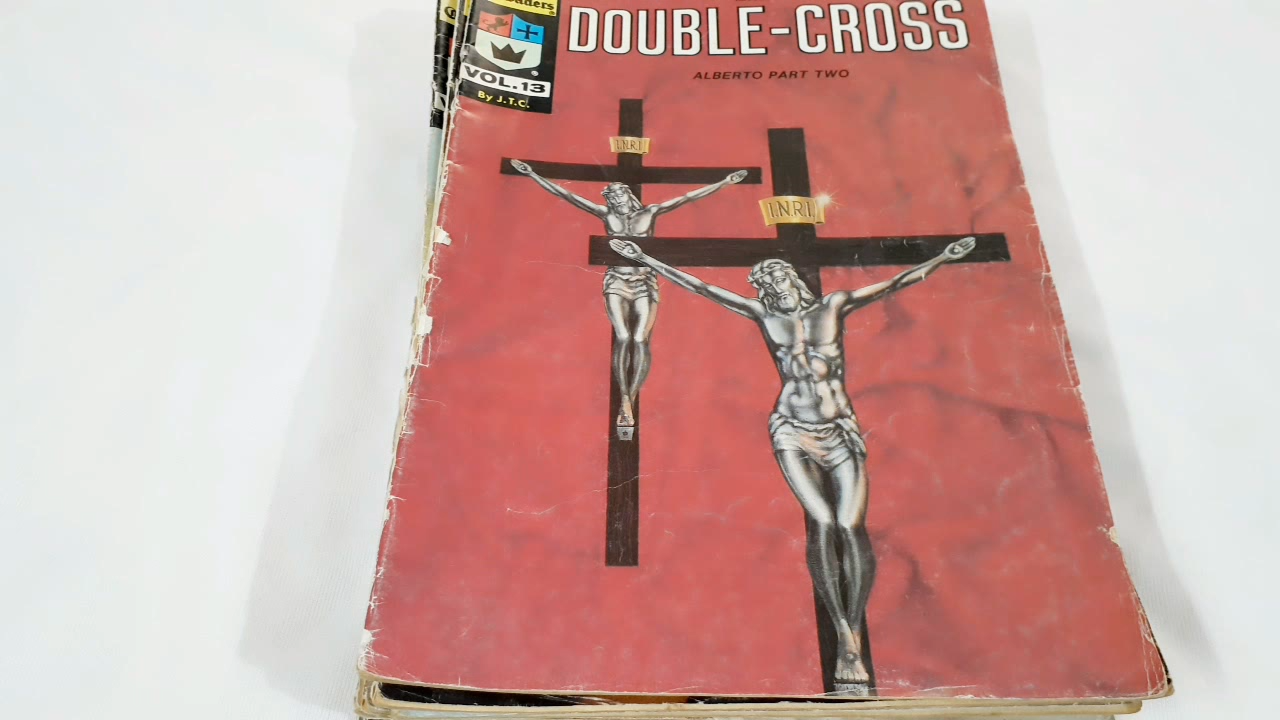 DOUBLE-CROSS
ALBERTO PART TWO
VOL.13
By J.T.C.
I.N.R.I.
I.N.R.I.